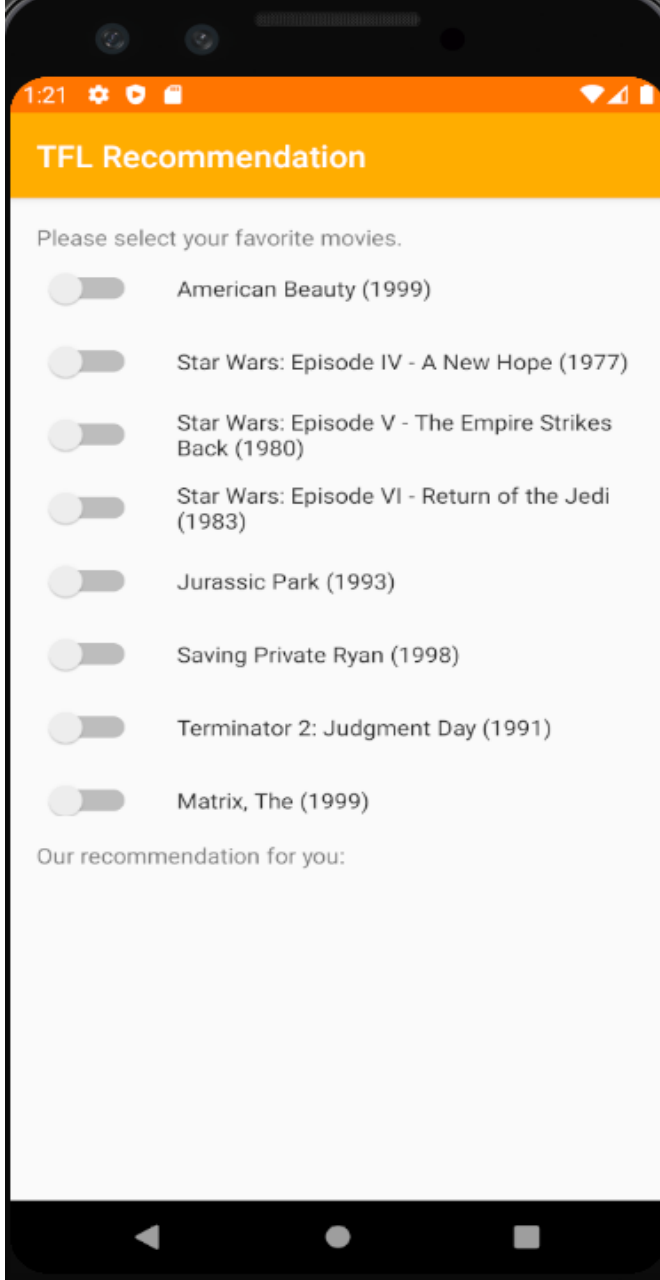 1:21
TFL Recommendation
Please select your favorite movies.
American Beauty (1999)
Star Wars: Episode IV - A New Hope (1977)
Star Wars: Episode V - The Empire Strikes
Back (1980)
Star Wars: Episode VI - Return of the Jedi
(1983)
Jurassic Park (1993)
Saving Private Ryan (1998)
Terminator 2: Judgment Day (1991)
Matrix, The (1999)
Our recommendation for you: